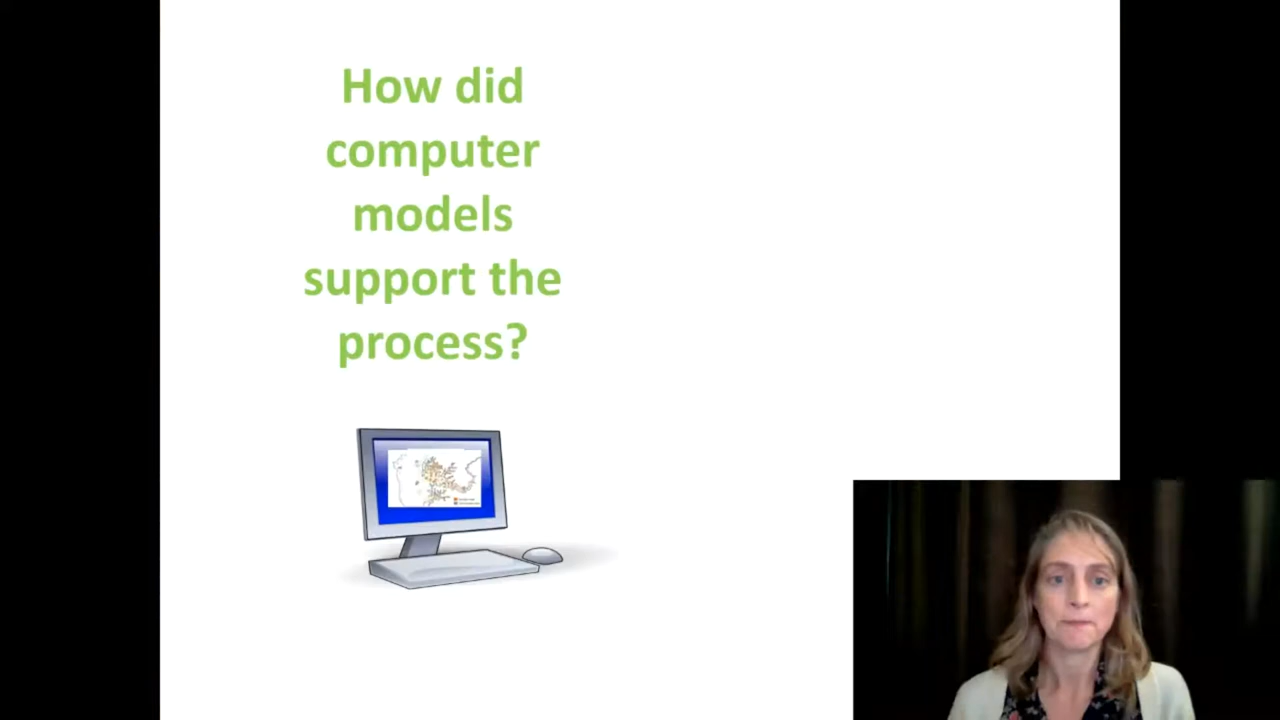 How did
computer
models
support the
process?